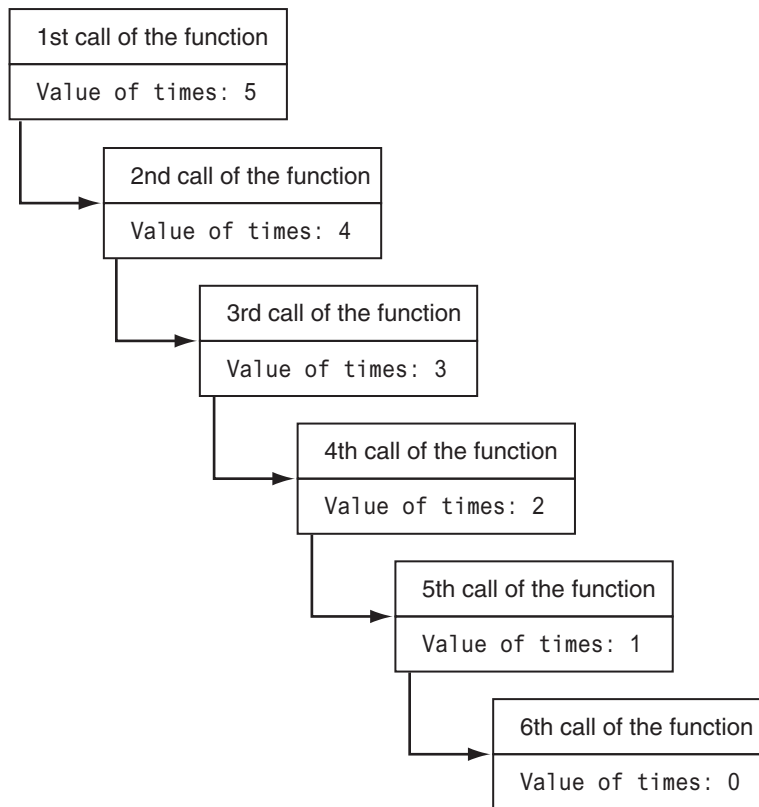 1st call of the function
Value of times: 5
2nd call of the function
Value of times: 4
3rd call of the function
Value of times: 3
4th call of the function
Value of times: 2
5th call of the function
Value of times: 1
6th call of the function
Value of times: 0